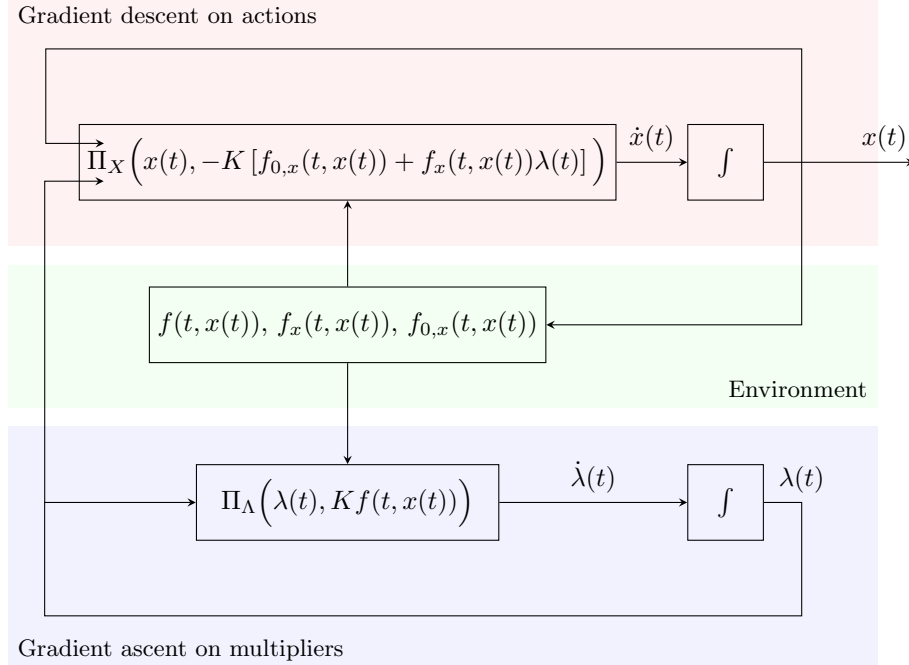 Gradient descent on actions
Π_X(x(t), −K [f_{0,x}(t, x(t)) + f_x(t, x(t))λ(t)])
ẋ(t)
∫
x(t)
f(t, x(t)), f_x(t, x(t)), f_{0,x}(t, x(t))
Environment
Π_Λ(λ(t), Kf(t, x(t)))
λ̇(t)
∫
λ(t)
Gradient ascent on multipliers